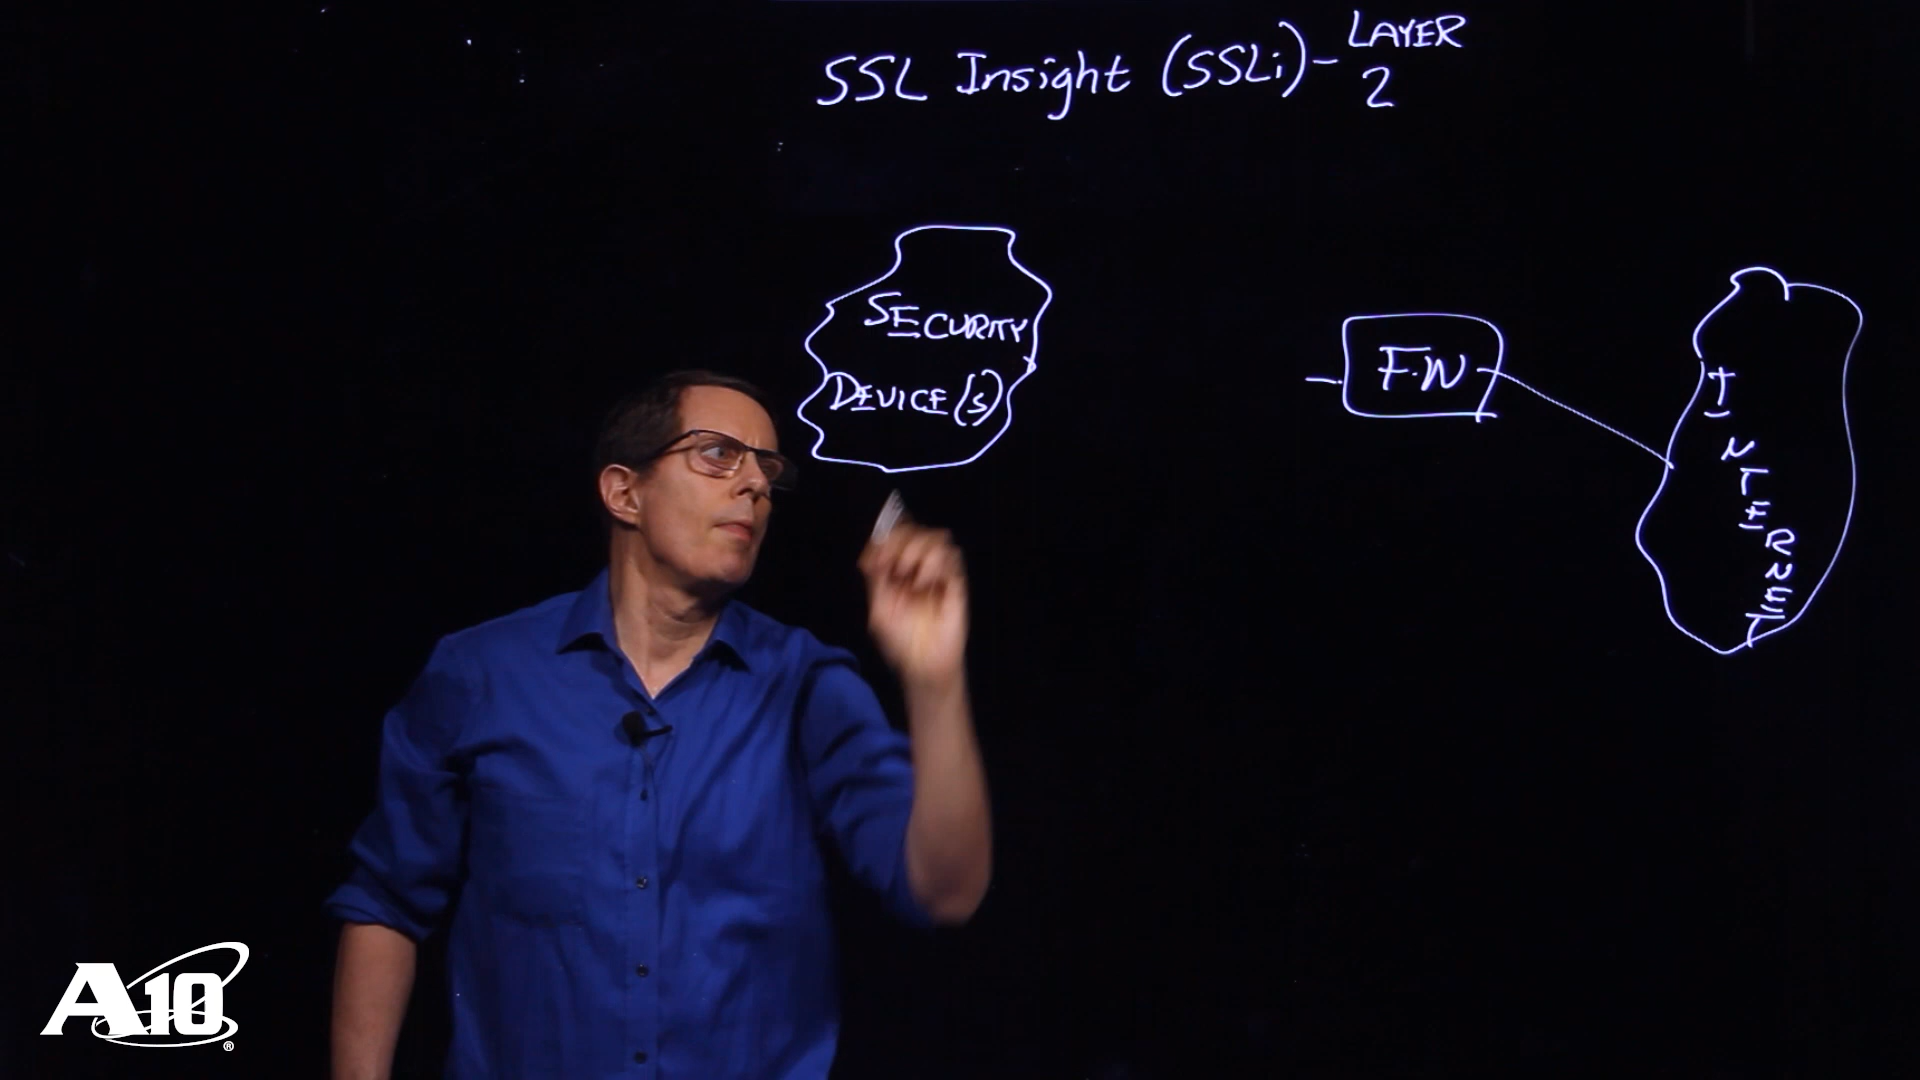 SSL Insight (SSLi) - LAYER 2
SECURITY
DEVICE(S)
F.W
INTERNET
A10®